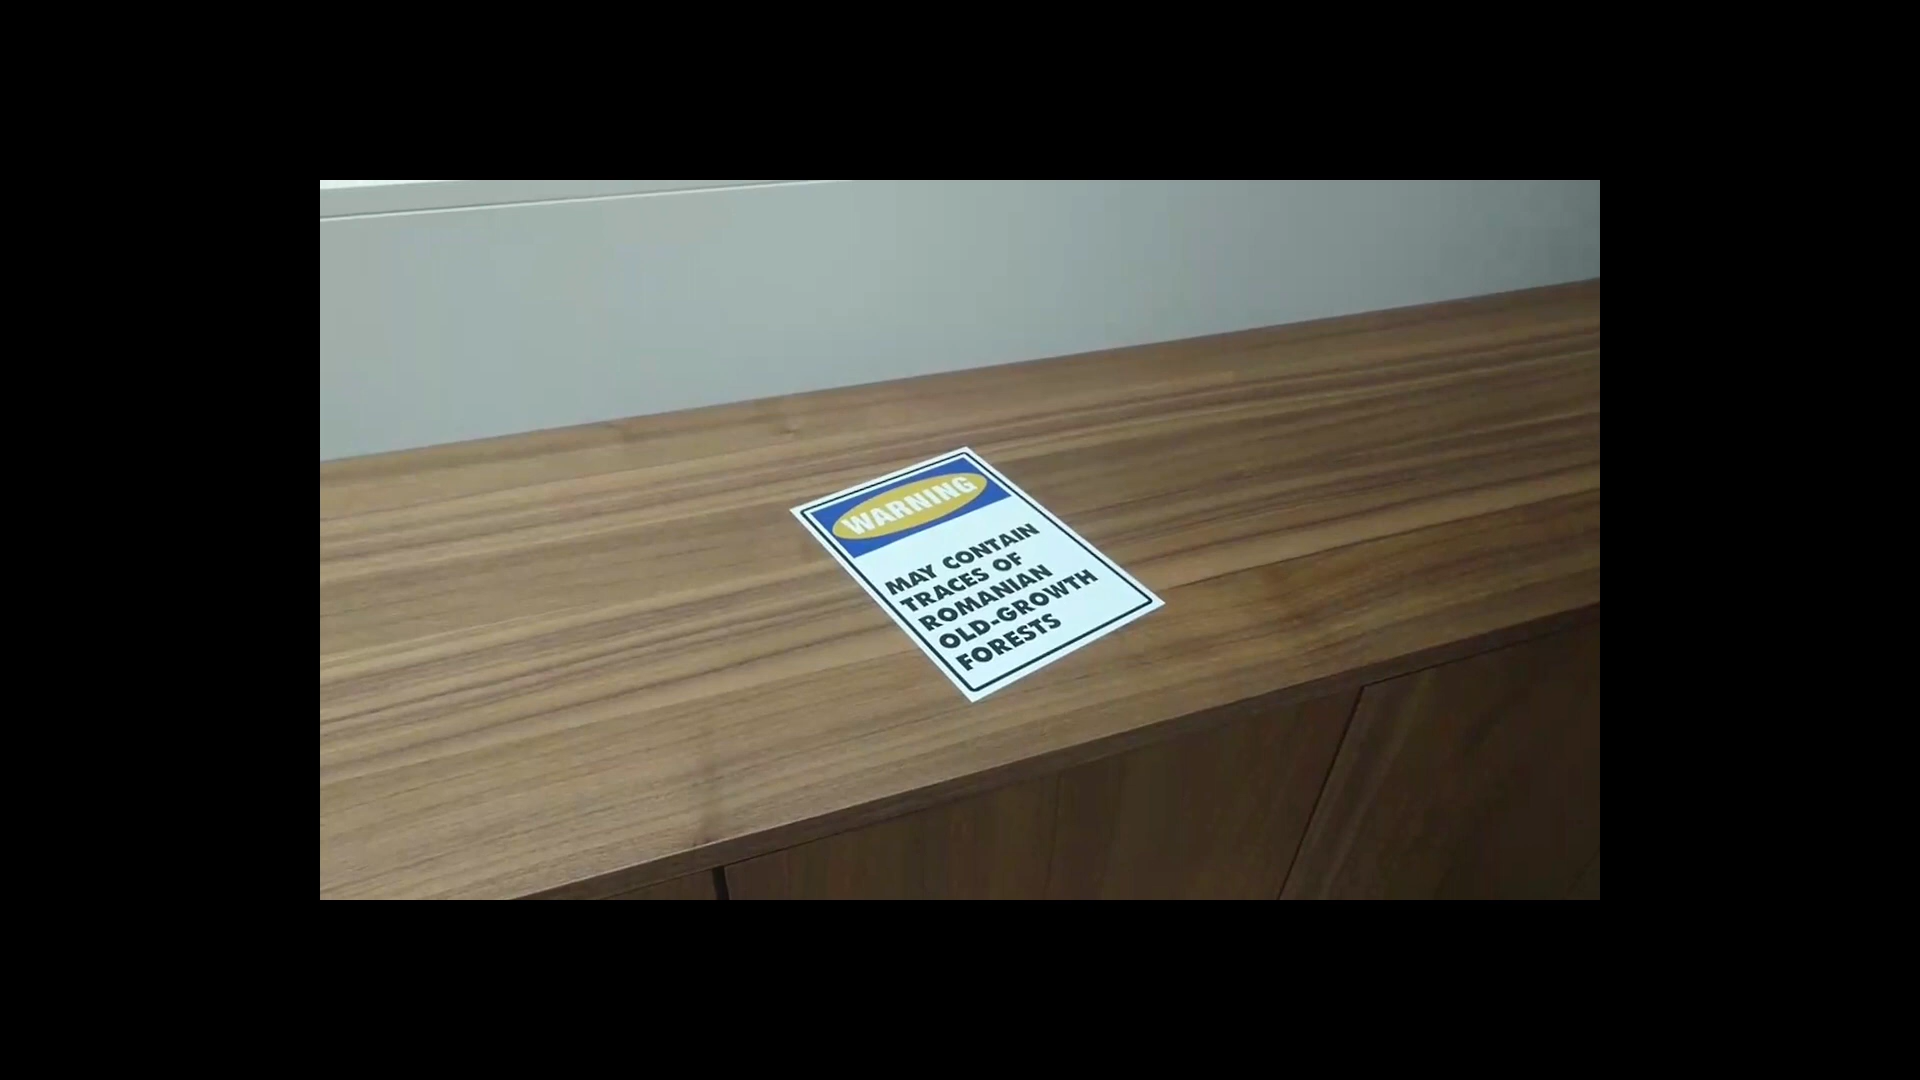 WARNING
MAY CONTAIN
TRACES OF
ROMANIAN
OLD-GROWTH
FORESTS